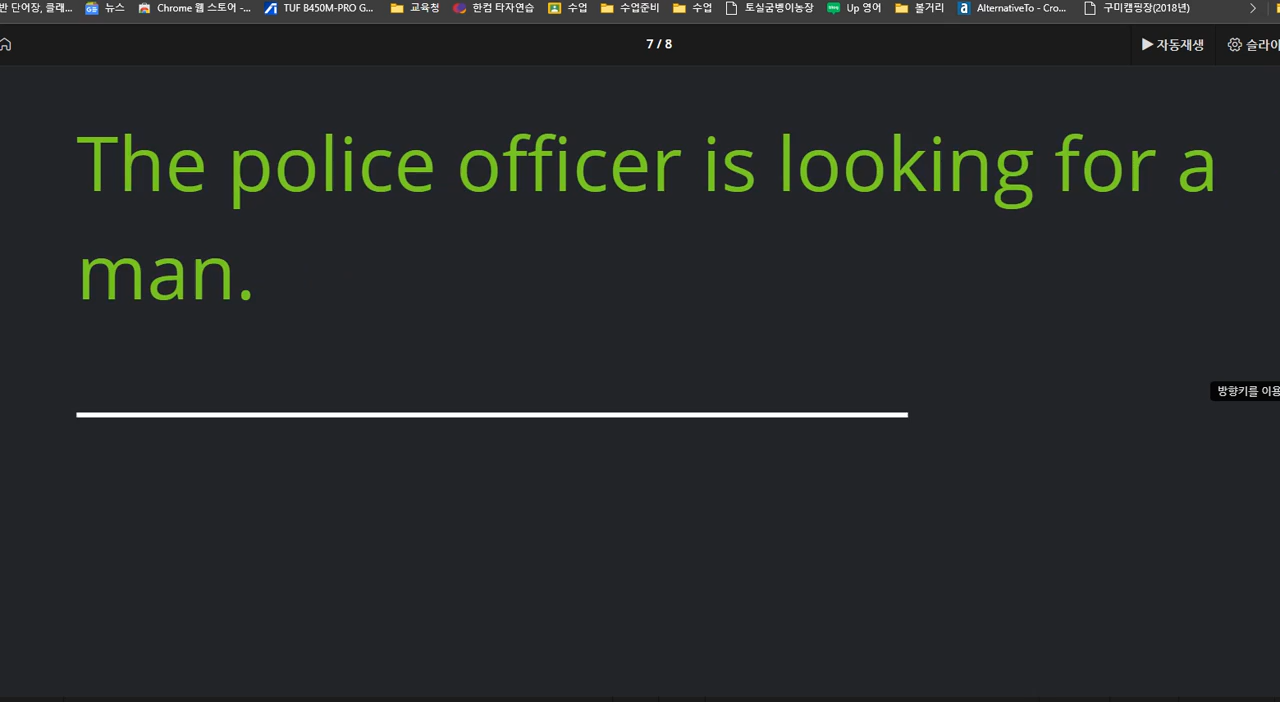 반 단어장, 클래... 뉴스 Chrome 웹 스토어 -... TUF B450M-PRO G... 교육청 한컴 타자연습 수업 수업준비 수업 토실굼벵이농장 Up 영어 볼거리 AlternativeTo - Cro... 구미캠핑장(2018년)
7 / 8 자동재생 슬라이
The police officer is looking for a
man.
방향키를 이용